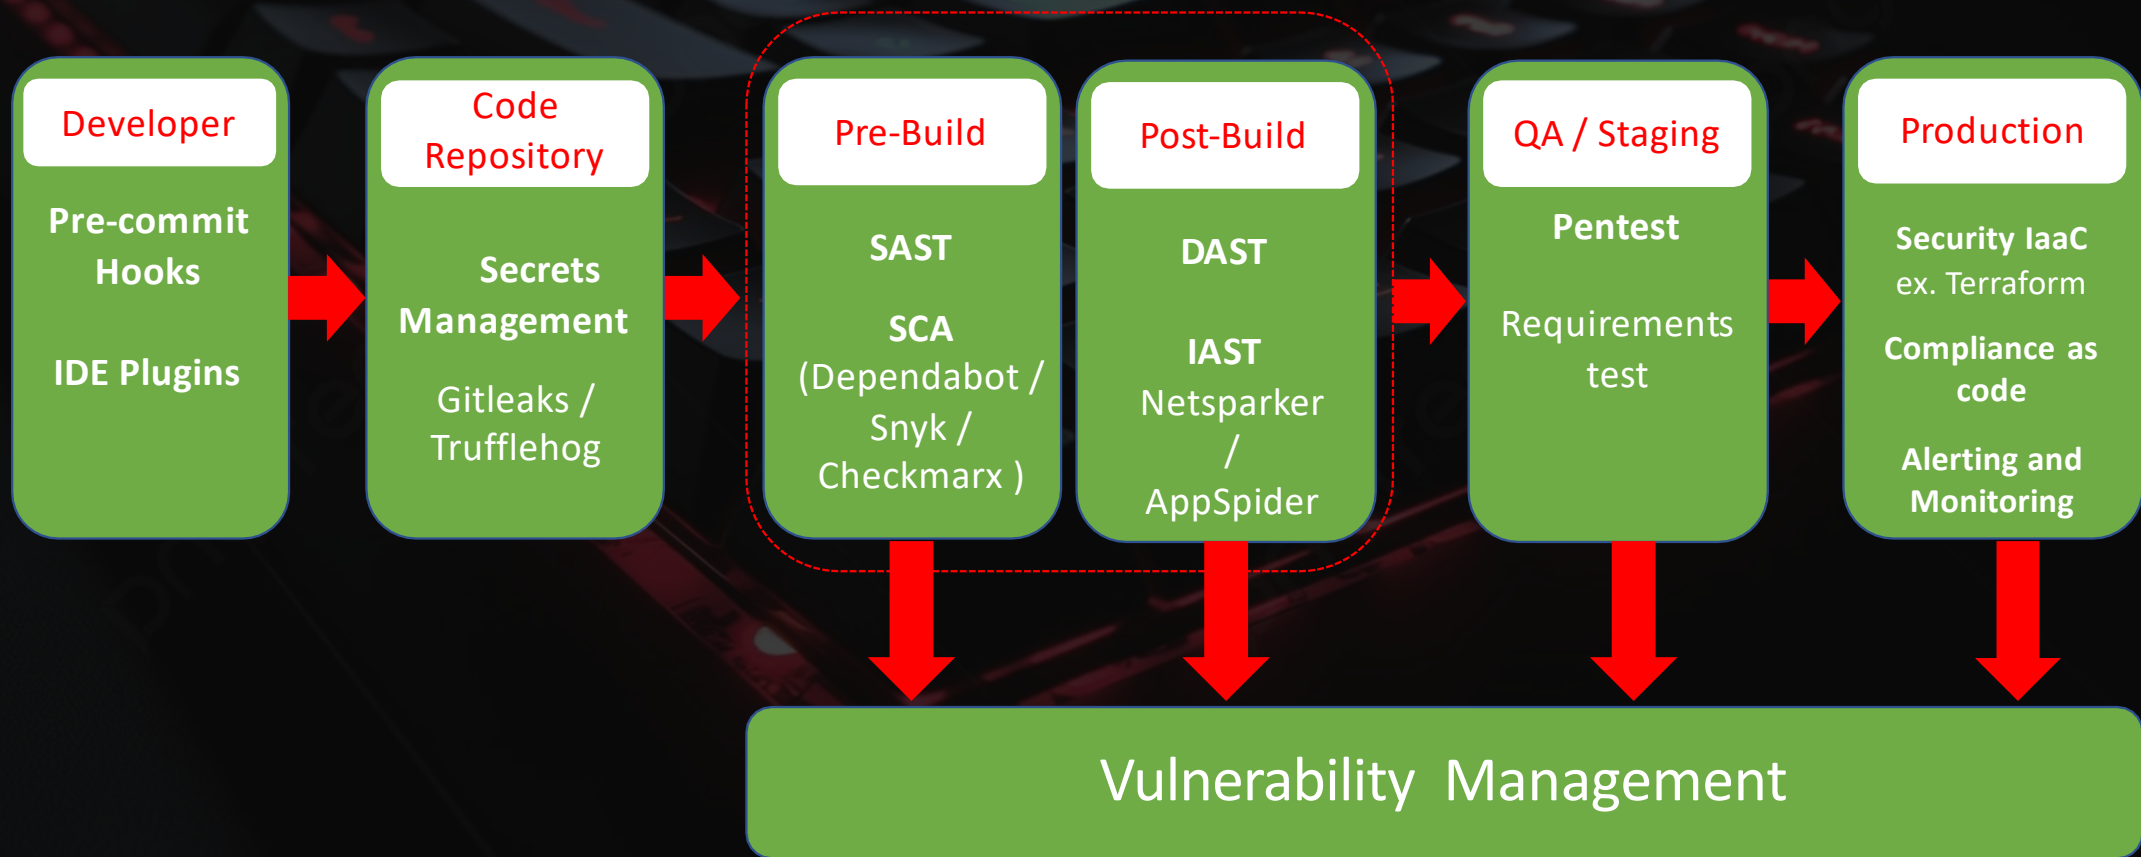 Developer
Pre-commit
Hooks
IDE Plugins
Code
Repository
Secrets
Management
Gitleaks /
Trufflehog
Pre-Build
SAST
SCA
(Dependabot /
Snyk /
Checkmarx )
Post-Build
DAST
IAST
Netsparker
/
AppSpider
QA / Staging
Pentest
Requirements
test
Production
Security IaaC
ex. Terraform
Compliance as
code
Alerting and
Monitoring
Vulnerability Management